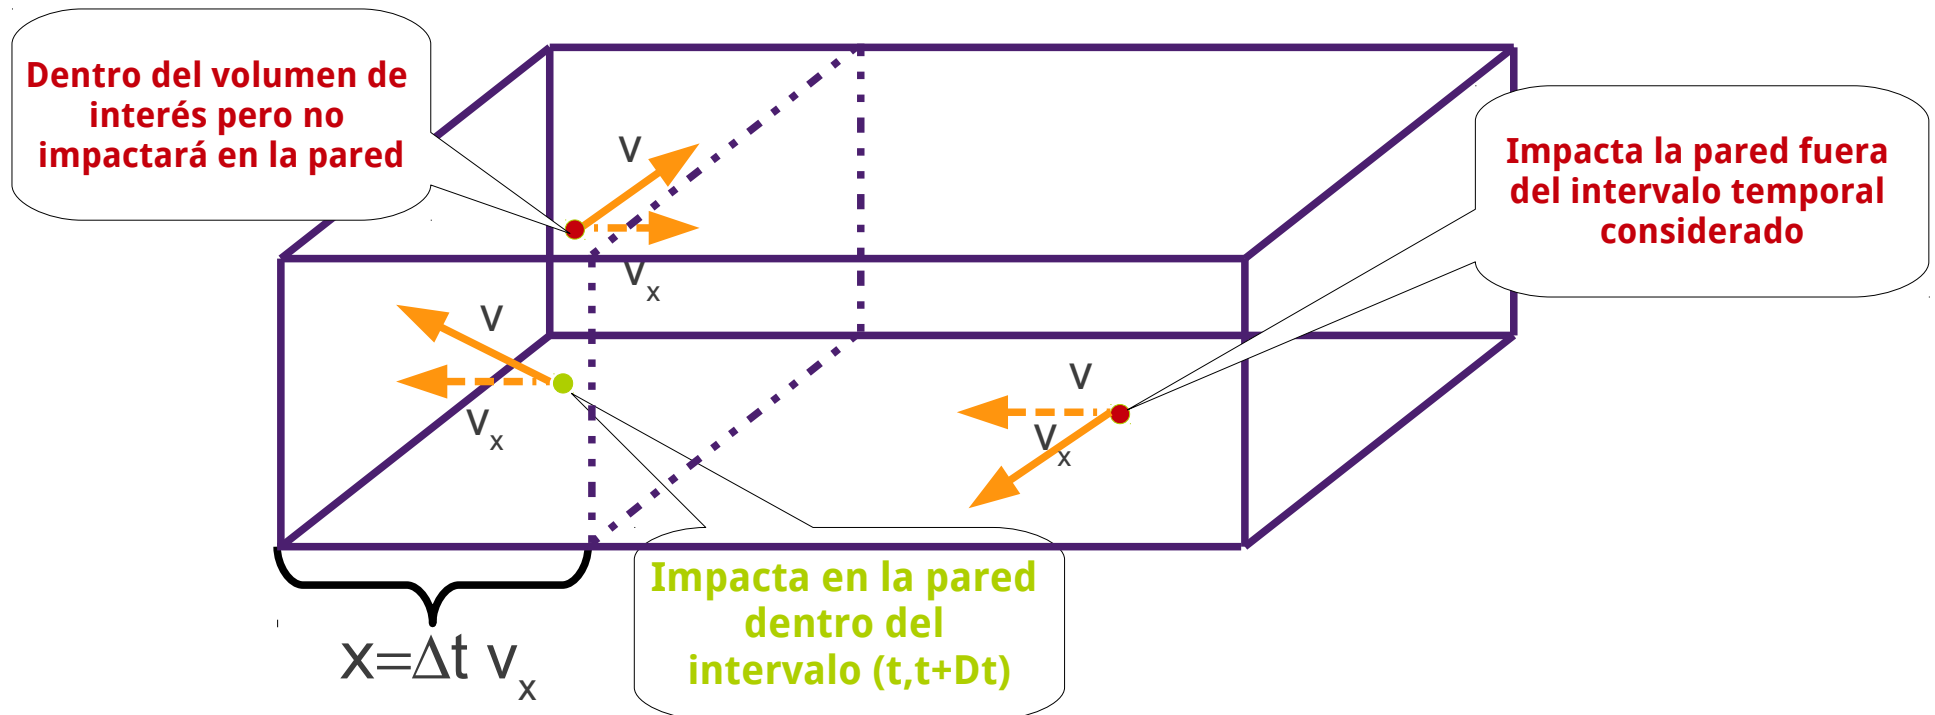 Dentro del volumen de
interés pero no
impactará en la pared
Impacta la pared fuera
del intervalo temporal
considerado
v
vx
v
vx
v
vx
Impacta en la pared
dentro del
intervalo (t,t+Dt)
x=Δt vx